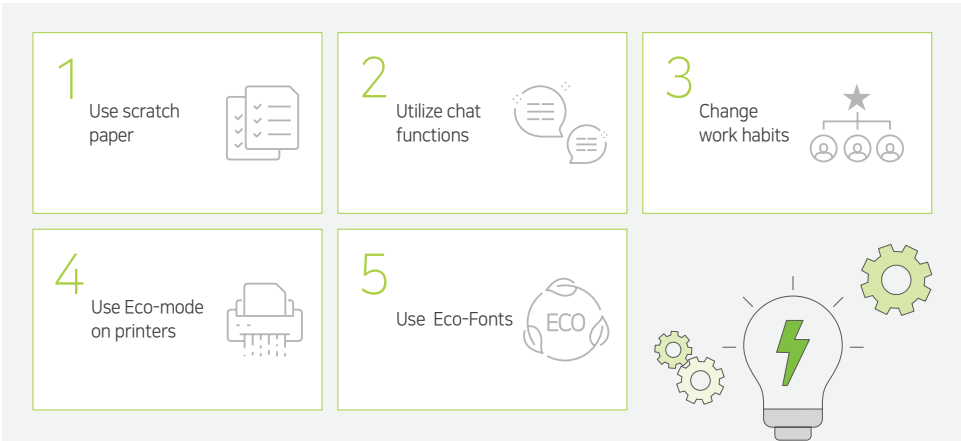 1
Use scratch
paper
2
Utilize chat
functions
3
Change
work habits
4
Use Eco-mode
on printers
5
Use Eco-Fonts
ECO